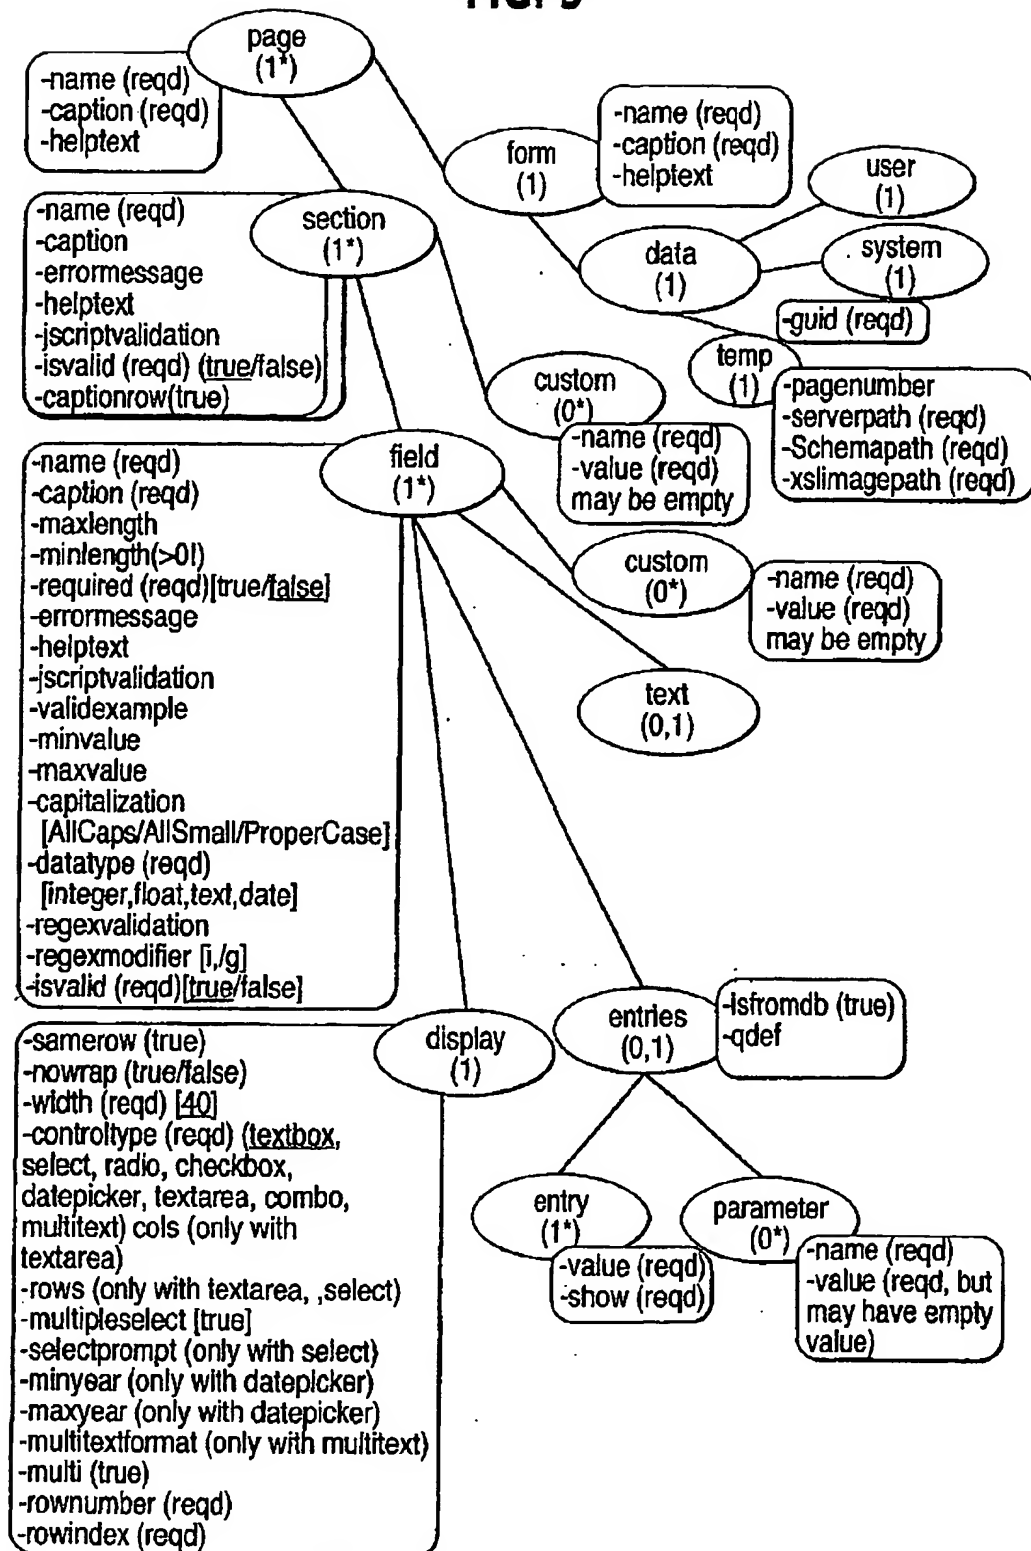 page
(1*)
-name (reqd)
-caption (reqd)
-helptext
form
(1)
-name (reqd)
-caption (reqd)
-helptext
user
(1)
data
(1)
system
(1)
-guid (reqd)
temp
(1)
-pagenumber
-serverpath (reqd)
-Schemapath (reqd)
-xslimagepath (reqd)
section
(1*)
-name (reqd)
-caption
-errormessage
-helptext
-jscriptvalidation
-isvalid (reqd) (true/false)
-captionrow(true)
custom
(0*)
-name (reqd)
-value (reqd)
may be empty
field
(1*)
-name (reqd)
-caption (reqd)
-maxlength
-minlength(>0!)
-required (reqd)[true/false]
-errormessage
-helptext
-jscriptvalidation
-validexample
-minvalue
-maxvalue
-capitalization
[AllCaps/AllSmall/ProperCase]
-datatype (reqd)
[integer,float,text,date]
-regexvalidation
-regexmodifier [i,/g]
-isvalid (reqd)[true/false]
custom
(0*)
-name (reqd)
-value (reqd)
may be empty
text
(0,1)
display
(1)
-samerow (true)
-nowrap (true/false)
-width (reqd) [40]
-controltype (reqd) (textbox,
select, radio, checkbox,
datepicker, textarea, combo,
multitext) cols (only with
textarea)
-rows (only with textarea, ,select)
-multipleselect [true]
-selectprompt (only with select)
-minyear (only with datepicker)
-maxyear (only with datepicker)
-multitextformat (only with multitext)
-multi (true)
-rownumber (reqd)
-rowindex (reqd)
entries
(0,1)
-isfromdb (true)
-qdef
entry
(1*)
-value (reqd)
-show (reqd)
parameter
(0*)
-name (reqd)
-value (reqd, but
may have empty
value)